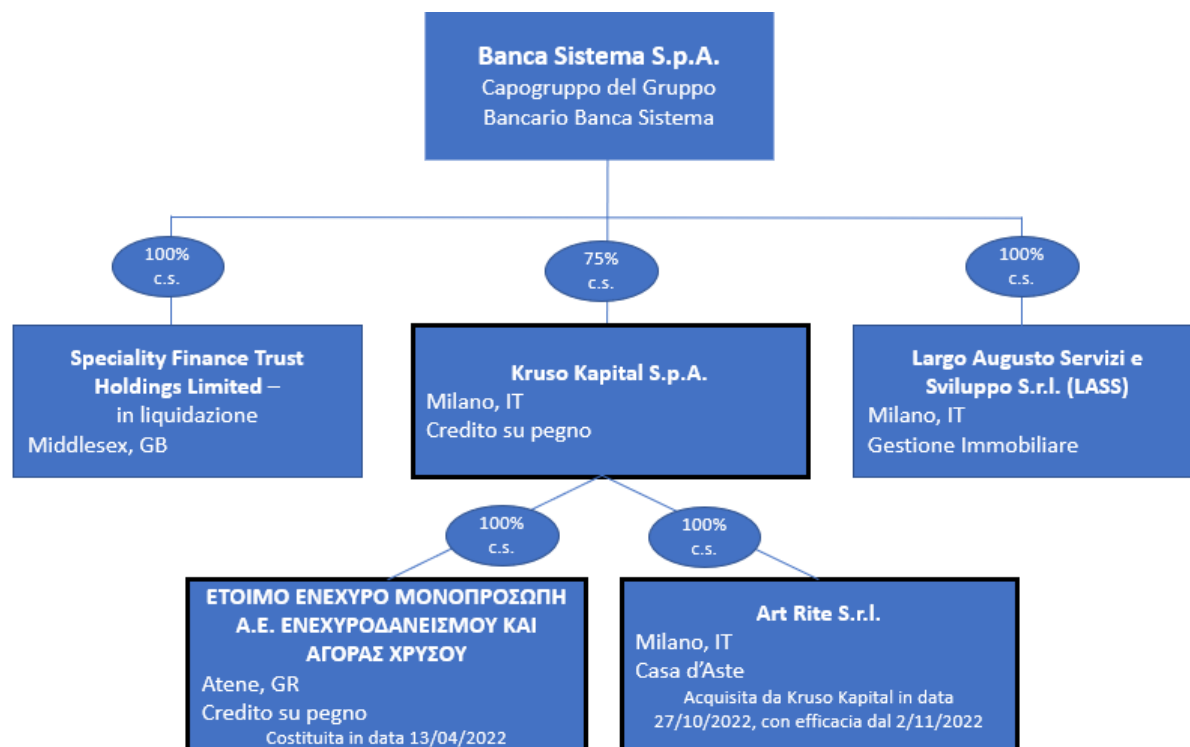 Banca Sistema S.p.A.
Capogruppo del Gruppo
Bancario Banca Sistema
100%
c.s.
75%
c.s.
100%
c.s.
Speciality Finance Trust
Holdings Limited –
in liquidazione
Middlesex, GB
Kruso Kapital S.p.A.
Milano, IT
Credito su pegno
Largo Augusto Servizi e
Sviluppo S.r.l. (LASS)
Milano, IT
Gestione Immobiliare
100%
c.s.
100%
c.s.
ΕΤΟΙΜΟ ΕΝΕΧΥΡΟ ΜΟΝΟΠΡΟΣΩΠΗ
Α.Ε. ΕΝΕΧΥΡΟΔΑΝΕΙΣΜΟΥ ΚΑΙ
ΑΓΟΡΑΣ ΧΡΥΣΟΥ
Atene, GR
Credito su pegno
Costituita in data 13/04/2022
Art Rite S.r.l.
Milano, IT
Casa d’Aste
Acquisita da Kruso Kapital in data
27/10/2022, con efficacia dal 2/11/2022